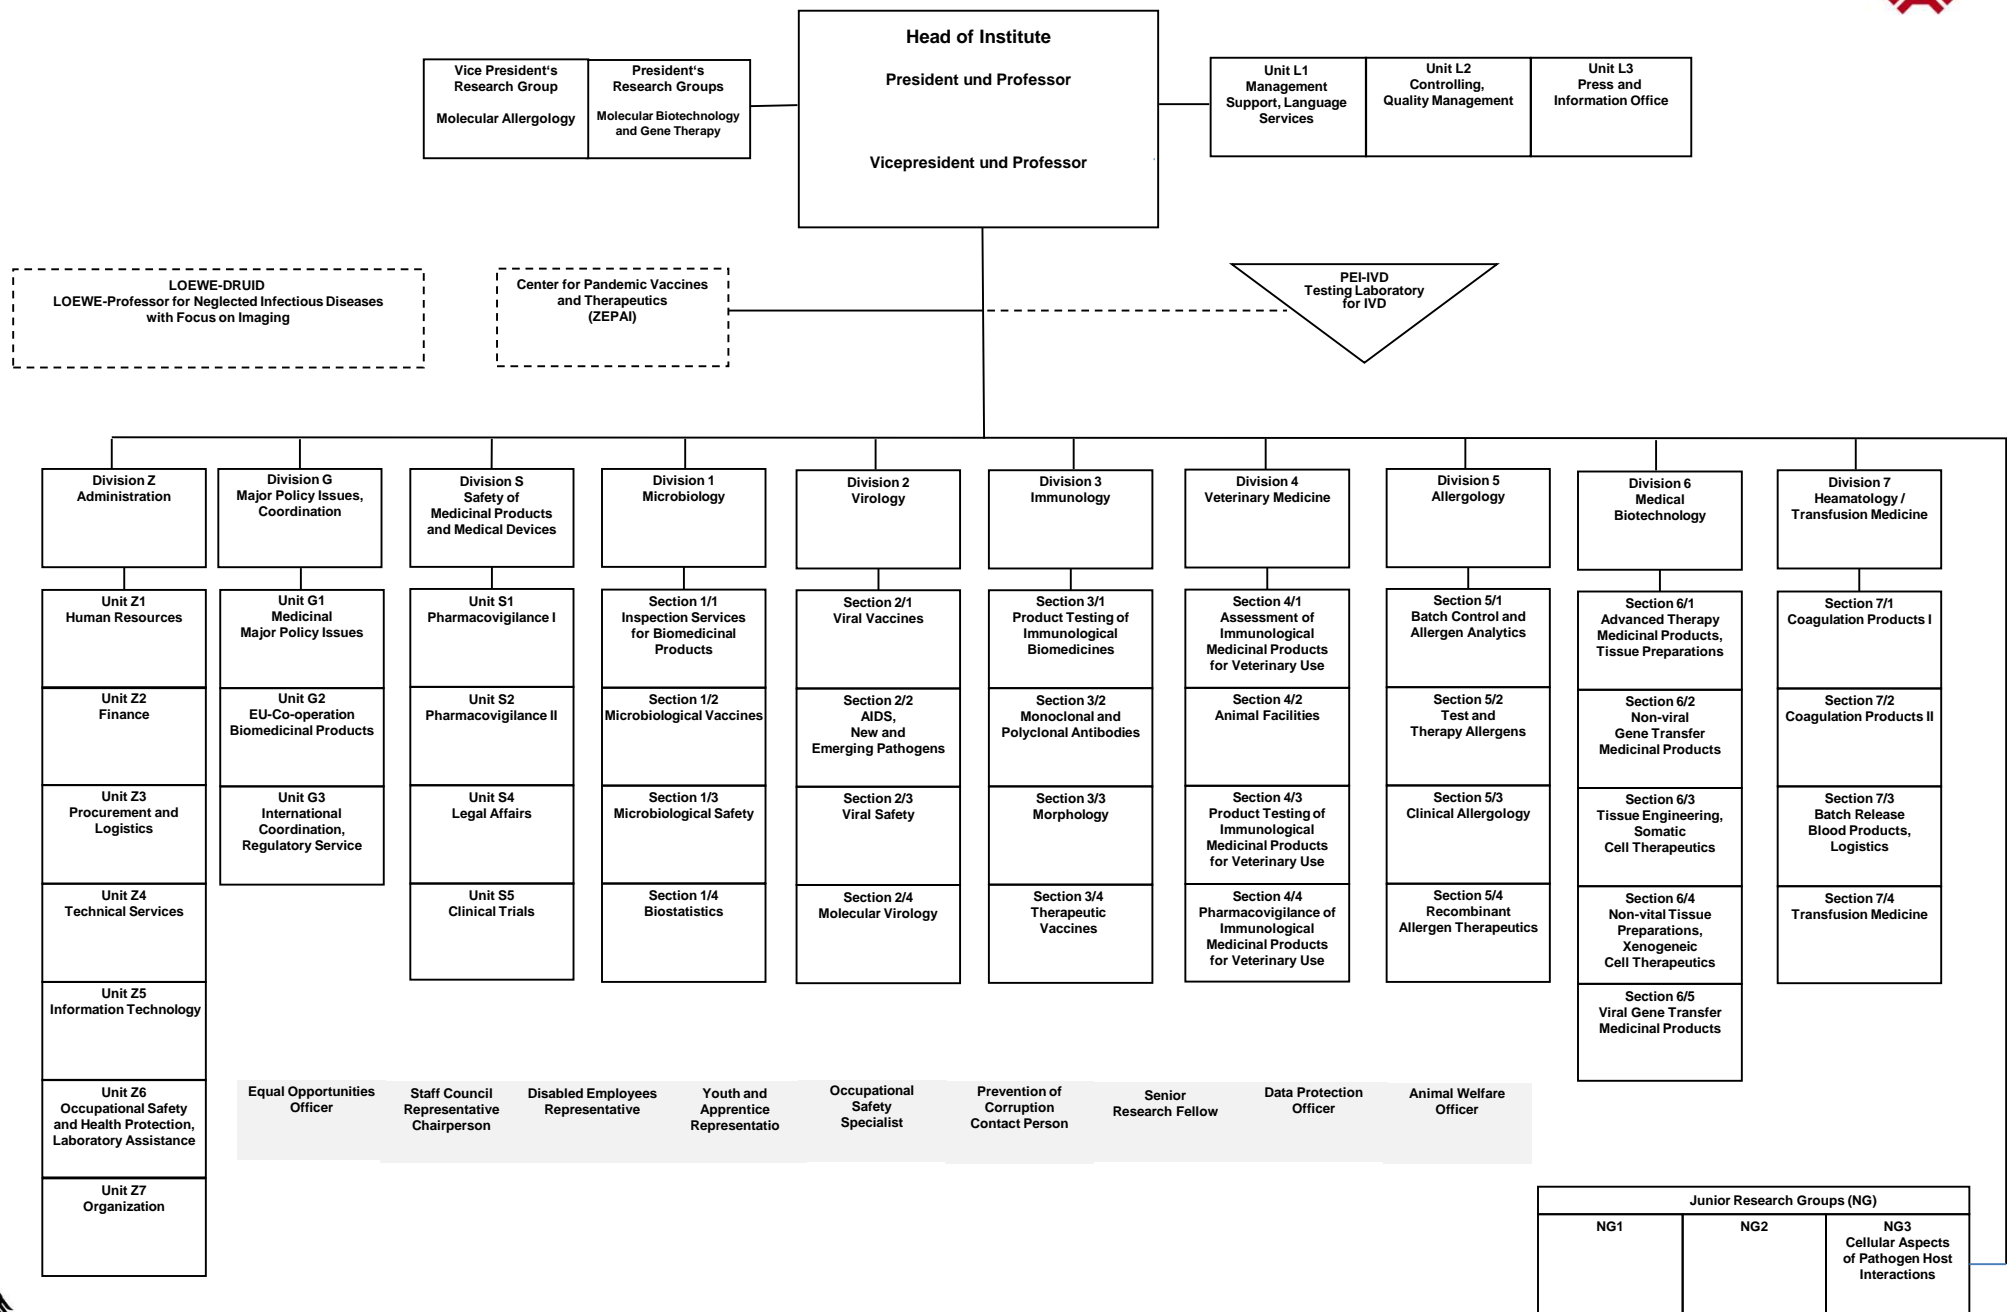 Head of Institute
President und Professor
Vicepresident und Professor
Vice President‘s
Research Group
Molecular Allergology
President‘s
Research Groups
Molecular Biotechnology
and Gene Therapy
Unit L1
Management
Support, Language
Services
Unit L2
Controlling,
Quality Management
Unit L3
Press and
Information Office
LOEWE-DRUID
LOEWE-Professor for Neglected Infectious Diseases
with Focus on Imaging
Center for Pandemic Vaccines
and Therapeutics
(ZEPAI)
PEI-IVD
Testing Laboratory
for IVD
Division Z
Administration
Division G
Major Policy Issues,
Coordination
Division S
Safety of
Medicinal Products
and Medical Devices
Division 1
Microbiology
Division 2
Virology
Division 3
Immunology
Division 4
Veterinary Medicine
Division 5
Allergology
Division 6
Medical
Biotechnology
Division 7
Heamatology /
Transfusion Medicine
Unit Z1
Human Resources
Unit Z2
Finance
Unit Z3
Procurement and
Logistics
Unit Z4
Technical Services
Unit Z5
Information Technology
Unit Z6
Occupational Safety
and Health Protection,
Laboratory Assistance
Unit Z7
Organization
Unit G1
Medicinal
Major Policy Issues
Unit G2
EU-Co-operation
Biomedicinal Products
Unit G3
International
Coordination,
Regulatory Service
Unit S1
Pharmacovigilance I
Unit S2
Pharmacovigilance II
Unit S4
Legal Affairs
Unit S5
Clinical Trials
Section 1/1
Inspection Services
for Biomedicinal
Products
Section 1/2
Microbiological Vaccines
Section 1/3
Microbiological Safety
Section 1/4
Biostatistics
Section 2/1
Viral Vaccines
Section 2/2
AIDS,
New and
Emerging Pathogens
Section 2/3
Viral Safety
Section 2/4
Molecular Virology
Section 3/1
Product Testing of
Immunological
Biomedicines
Section 3/2
Monoclonal and
Polyclonal Antibodies
Section 3/3
Morphology
Section 3/4
Therapeutic
Vaccines
Section 4/1
Assessment of
Immunological
Medicinal Products
for Veterinary Use
Section 4/2
Animal Facilities
Section 4/3
Product Testing of
Immunological
Medicinal Products
for Veterinary Use
Section 4/4
Pharmacovigilance of
Immunological
Medicinal Products
for Veterinary Use
Section 5/1
Batch Control and
Allergen Analytics
Section 5/2
Test and
Therapy Allergens
Section 5/3
Clinical Allergology
Section 5/4
Recombinant
Allergen Therapeutics
Section 6/1
Advanced Therapy
Medicinal Products,
Tissue Preparations
Section 6/2
Non-viral
Gene Transfer
Medicinal Products
Section 6/3
Tissue Engineering,
Somatic
Cell Therapeutics
Section 6/4
Non-vital Tissue
Preparations,
Xenogeneic
Cell Therapeutics
Section 6/5
Viral Gene Transfer
Medicinal Products
Section 7/1
Coagulation Products I
Section 7/2
Coagulation Products II
Section 7/3
Batch Release
Blood Products,
Logistics
Section 7/4
Transfusion Medicine
Equal Opportunities
Officer
Staff Council
Representative
Chairperson
Disabled Employees
Representative
Youth and
Apprentice
Representatio
Occupational
Safety
Specialist
Prevention of
Corruption
Contact Person
Senior
Research Fellow
Data Protection
Officer
Animal Welfare
Officer
Junior Research Groups (NG)
NG1
NG2
NG3
Cellular Aspects
of Pathogen Host
Interactions